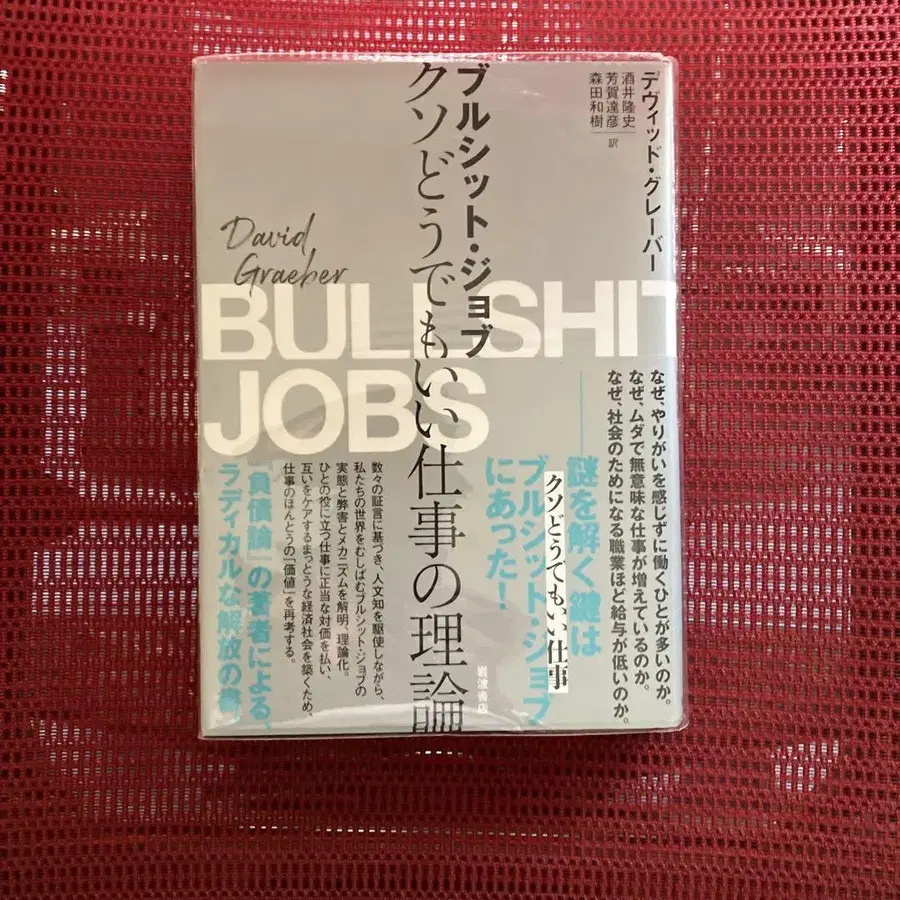 デヴィッド・グレーバー
酒井隆史
芳賀達彦
森田和樹
訳
ブルシット・ジョブ
クソどうでもいい仕事の理論
David
Graeber
BULLSHIT
JOBS
なぜ、やりがいを感じずに働くひとが多いのか。
なぜ、ムダで無意味な仕事が増えているのか。
なぜ、社会のためになる職業ほど給与が低いのか。
──謎を解く鍵は
クソどうでもいい仕事
ブルシット・ジョブ
にあった!
岩波書店
数々の証言に基づき、人文知を駆使しながら、
私たちの世界をむしばむブルシット・ジョブの
実態と弊害とメカニズムを解明、理論化。
ひとの役に立つ仕事に正当な対価を払い、
互いをケアするまっとうな経済社会を築くため、
仕事のほんとうの「価値」を再考する。
『負債論』の著者による、
ラディカルな解放の書